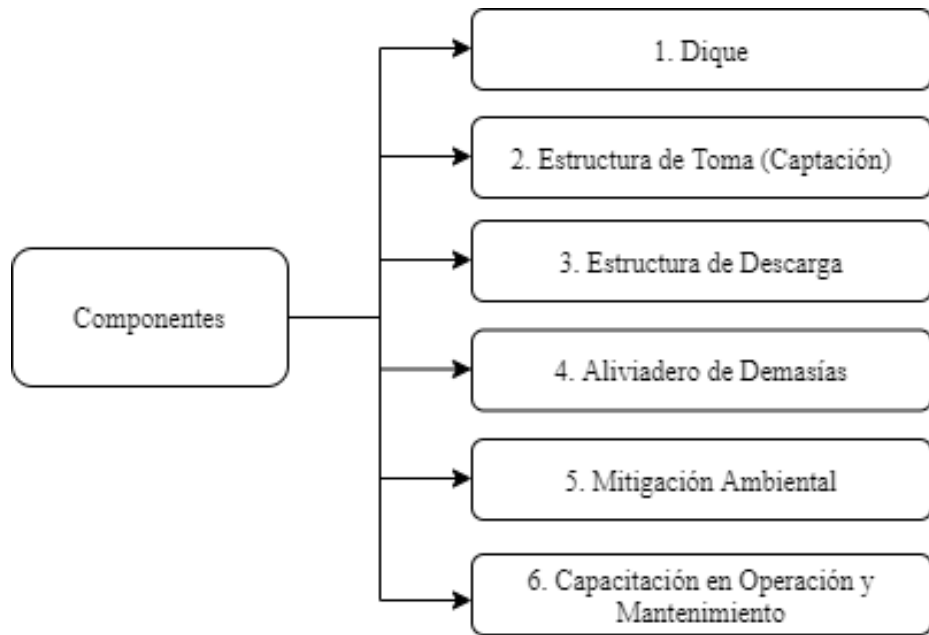 Componentes
1. Dique
2. Estructura de Toma (Captación)
3. Estructura de Descarga
4. Aliviadero de Demasías
5. Mitigación Ambiental
6. Capacitación en Operación y
Mantenimiento